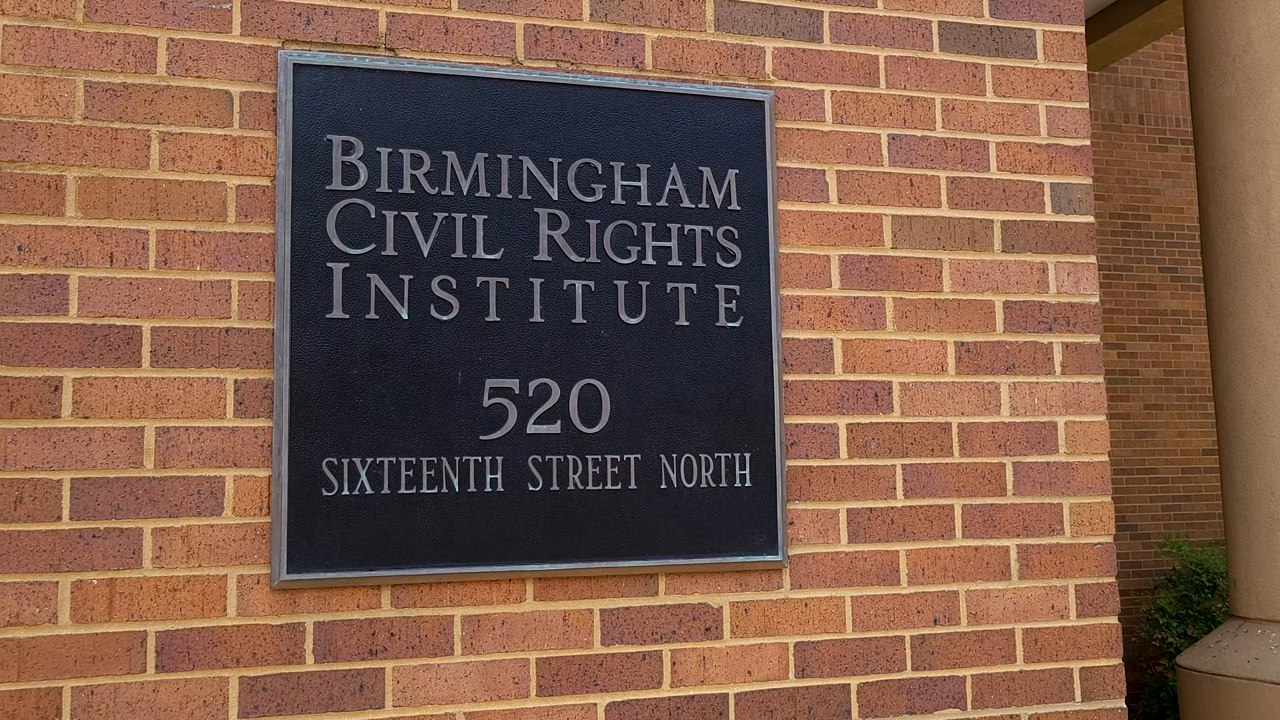 BIRMINGHAM
CIVIL RIGHTS
INSTITUTE
520
SIXTEENTH STREET NORTH